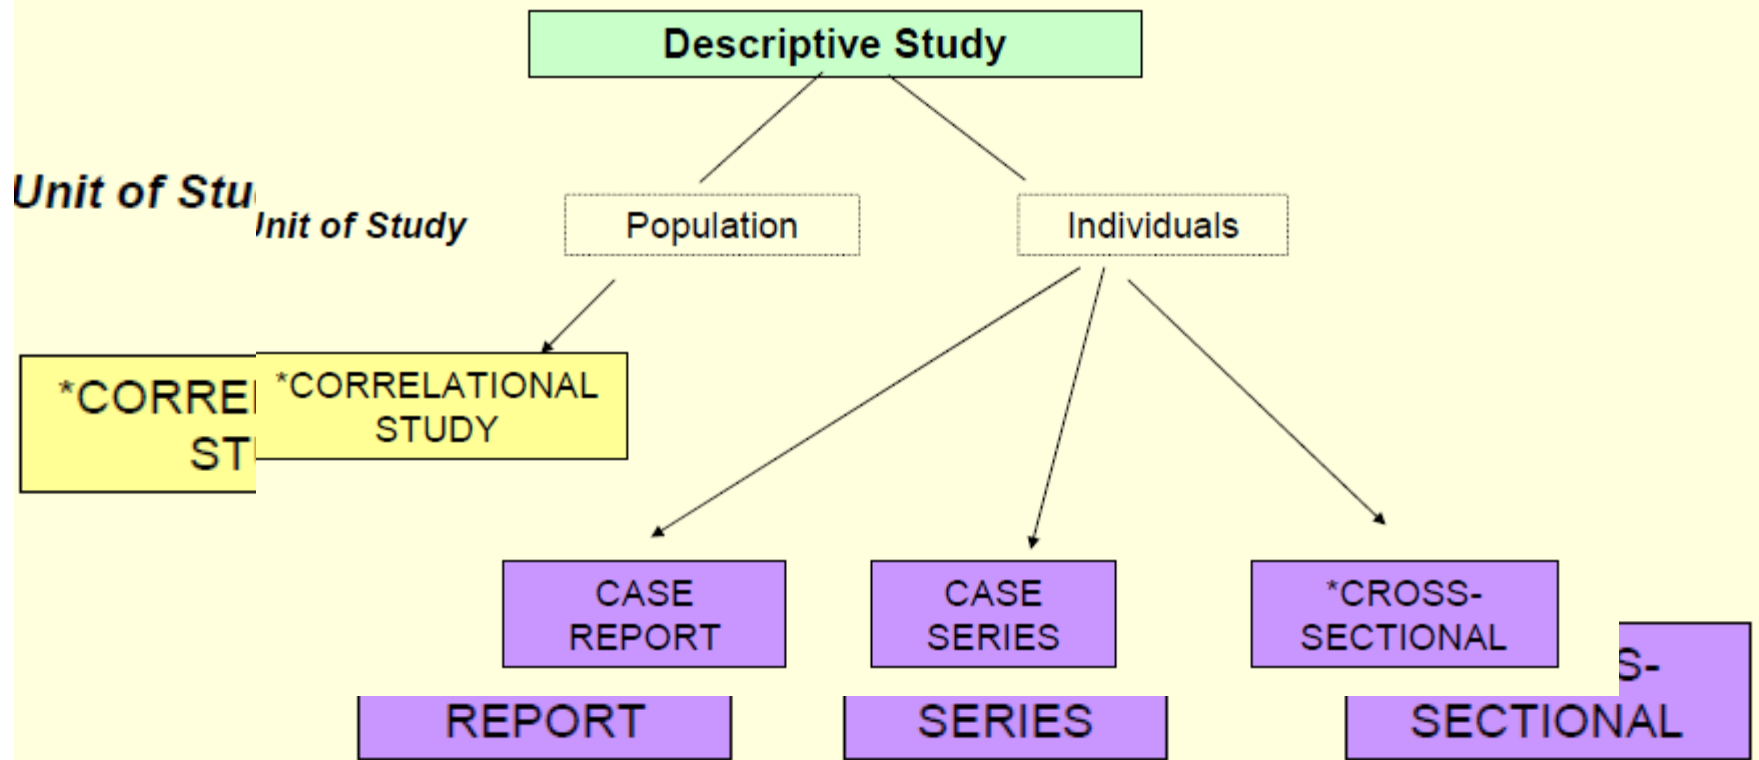 Descriptive Study
Unit of Stu
Unit of Study
Population
Individuals
*CORREL
ST
*CORRELATIONAL
STUDY
CASE
REPORT
CASE
SERIES
*CROSS-
SECTIONAL
S-
REPORT
SERIES
SECTIONAL